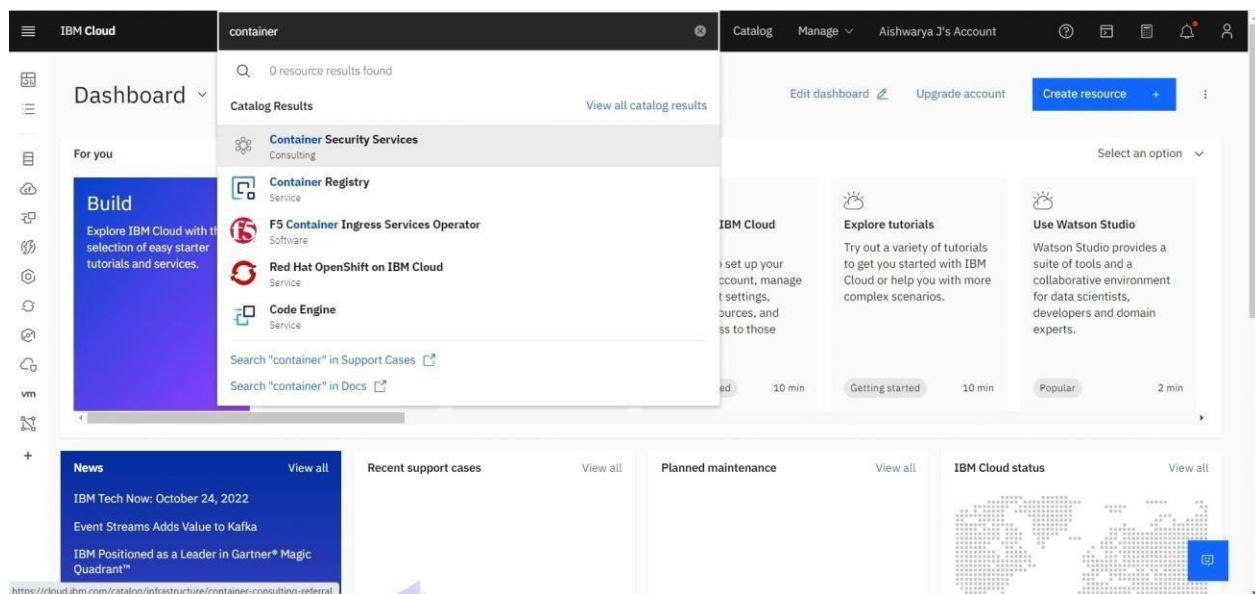 IBM Cloud
container
Catalog
Manage
Aishwarya J's Account
0 resource results found
Catalog Results
View all catalog results
Container Security Services
Consulting
Container Registry
Service
F5 Container Ingress Services Operator
Software
Red Hat OpenShift on IBM Cloud
Service
Code Engine
Service
Search "container" in Support Cases
Search "container" in Docs
Dashboard
Edit dashboard
Upgrade account
Create resource +
For you
Select an option
Build
Explore IBM Cloud with th
selection of easy starter
tutorials and services.
IBM Cloud
set up your
ccount, manage
t settings,
ources, and
ss to those
ed
10 min
Explore tutorials
Try out a variety of tutorials
to get you started with IBM
Cloud or help you with more
complex scenarios.
Getting started
10 min
Use Watson Studio
Watson Studio provides a
suite of tools and a
collaborative environment
for data scientists,
developers and domain
experts.
Popular
2 min
vm
News
View all
IBM Tech Now: October 24, 2022
Event Streams Adds Value to Kafka
IBM Positioned as a Leader in Gartner® Magic
Quadrant™
Recent support cases
View all
Planned maintenance
View all
IBM Cloud status
View all
https://cloud.ibm.com/catalog/infrastructure/container-consulting-referral